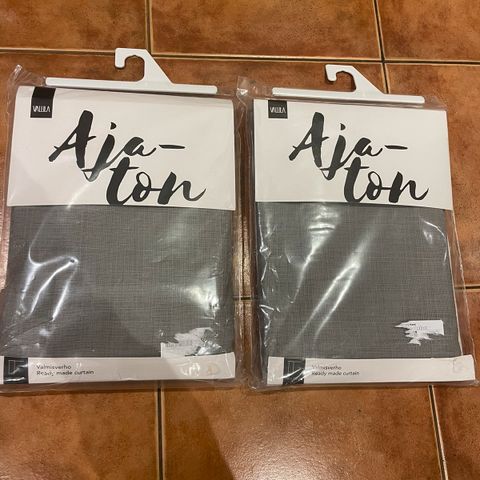 VALLILA
Aja-
ton
Valmisverho
Ready made curtain
VALLILA
Aja-
ton
Valmisverho
Ready made curtain